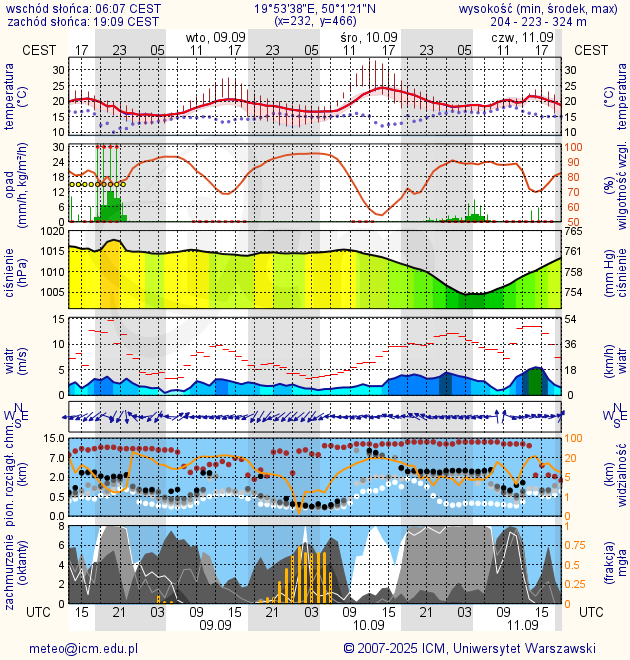 wschód słońca: 06:07 CEST 19°53'38"E, 50°1'21"N wysokość (min, środek, max)
zachód słońca: 19:09 CEST (x=232, y=466) 204 - 223 - 324 m
wto, 09.09 śro, 10.09 czw, 11.09
CEST 17 23 05 11 17 23 05 11 17 23 05 11 17 CEST
temperatura (°C) 30 25 20 15 10 30 25 20 15 10 (°C) temperatura
opad (mm/h, kg/m²/h) 30 24 18 12 6 0 100 90 80 70 60 50 (%) wilgotność wzgl.
ciśnienie (hPa) 1020 1015 1010 1005 765 761 758 754 (mm Hg) ciśnienie
wiatr (m/s) 15 10 5 0 54 36 18 0 (km/h) wiatr
N W E S N W E S
pion. rozciągł. chm. (km) 15.0 7.0 2.0 0.5 0.0 100 20 5 1 0 (km) widzialność
zachmurzenie (oktanty) 8 6 4 2 0 1 0.75 0.5 0.25 0 (frakcja) mgła
UTC 15 21 03 09 15 21 03 09 15 21 03 09 15 UTC
09.09 10.09 11.09
meteo@icm.edu.pl © 2007-2025 ICM, Uniwersytet Warszawski